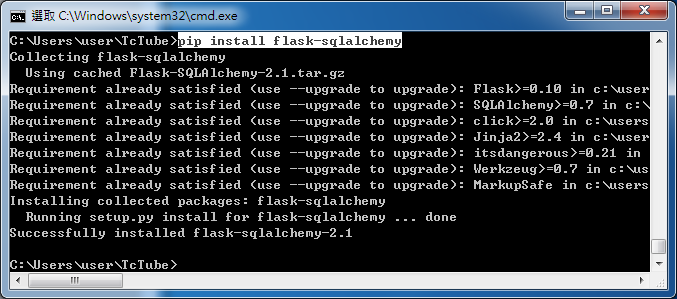 選取 C:\Windows\system32\cmd.exe
C:\Users\user\TcTube>pip install flask-sqlalchemy
Collecting flask-sqlalchemy
  Using cached Flask-SQLAlchemy-2.1.tar.gz
Requirement already satisfied (use --upgrade to upgrade): Flask>=0.10 in c:\user
Requirement already satisfied (use --upgrade to upgrade): SQLAlchemy>=0.7 in c:\
Requirement already satisfied (use --upgrade to upgrade): click>=2.0 in c:\users
Requirement already satisfied (use --upgrade to upgrade): Jinja2>=2.4 in c:\user
Requirement already satisfied (use --upgrade to upgrade): itsdangerous>=0.21 in
Requirement already satisfied (use --upgrade to upgrade): Werkzeug>=0.7 in c:\us
Requirement already satisfied (use --upgrade to upgrade): MarkupSafe in c:\users
Installing collected packages: flask-sqlalchemy
  Running setup.py install for flask-sqlalchemy ... done
Successfully installed flask-sqlalchemy-2.1
C:\Users\user\TcTube>